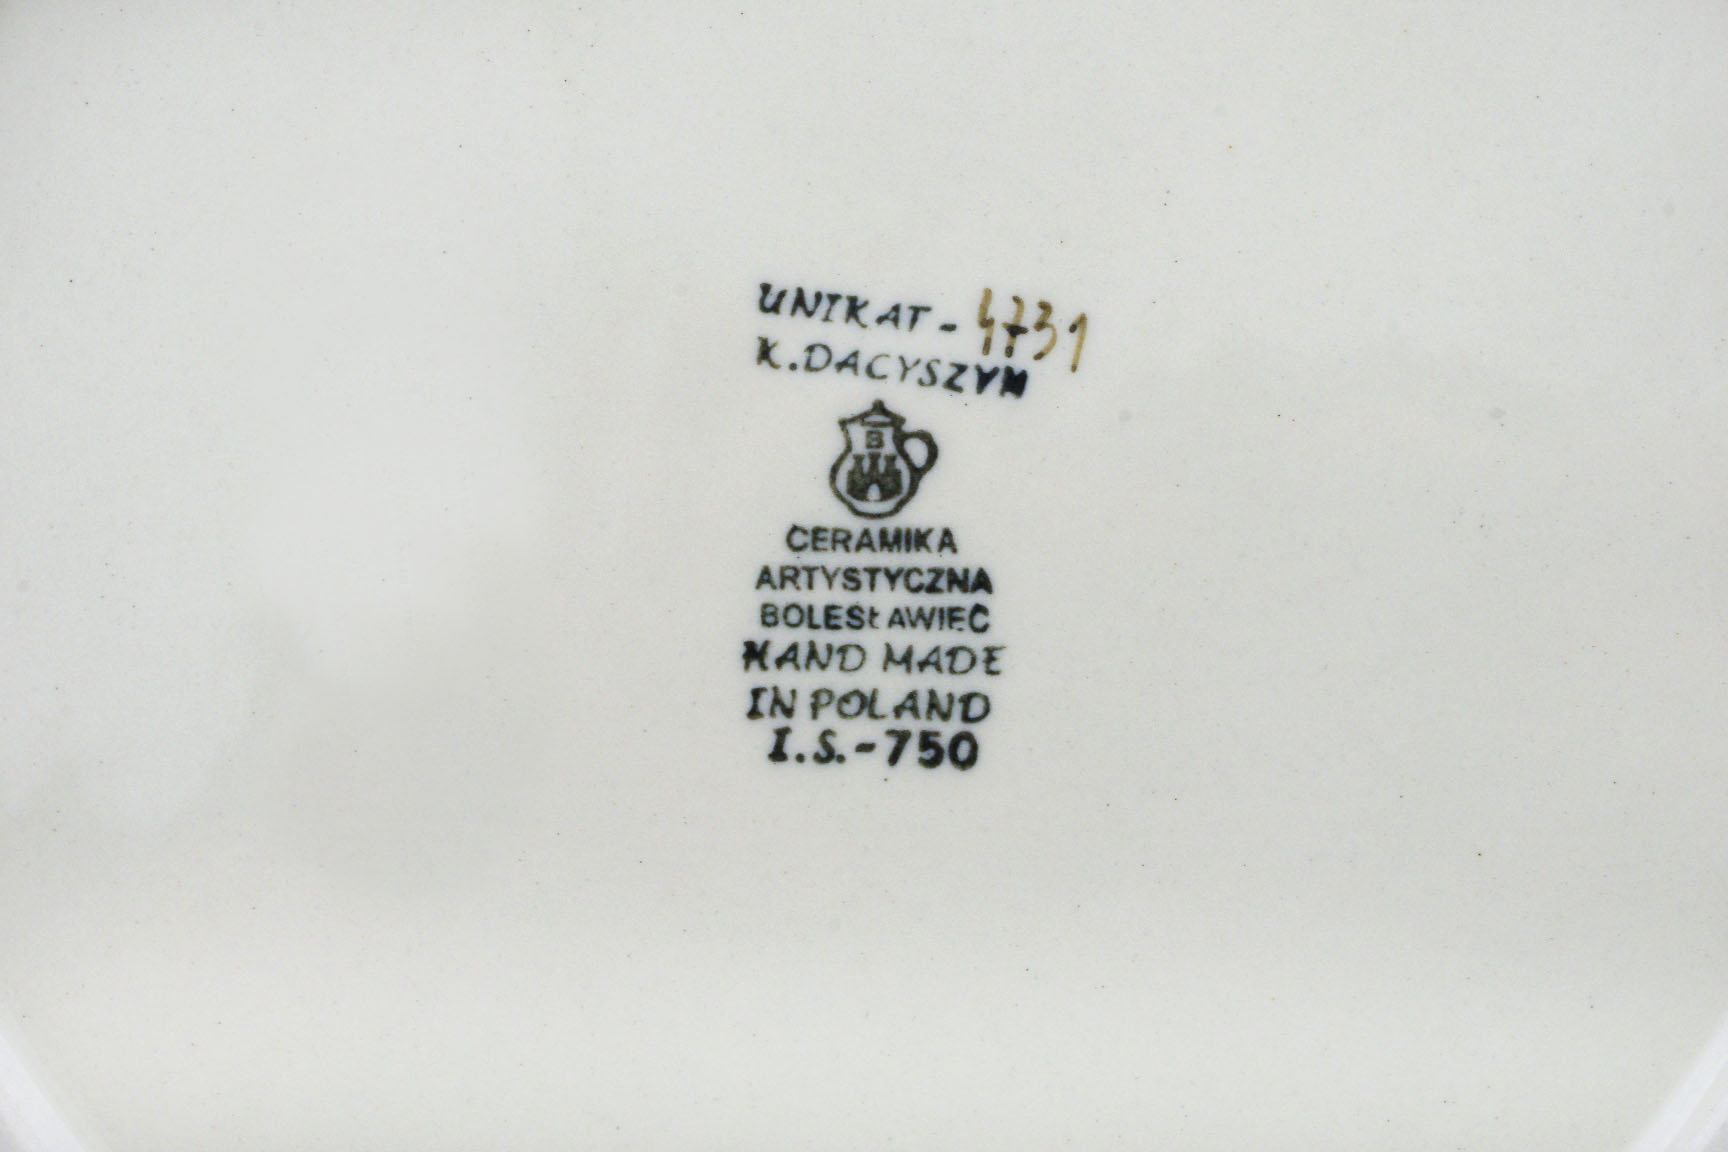 UNIKAT - 4731
K. DACYSZYN
B
CERAMIKA
ARTYSTYCZNA
BOLESŁAWIEC
HAND MADE
IN POLAND
I.S.-750